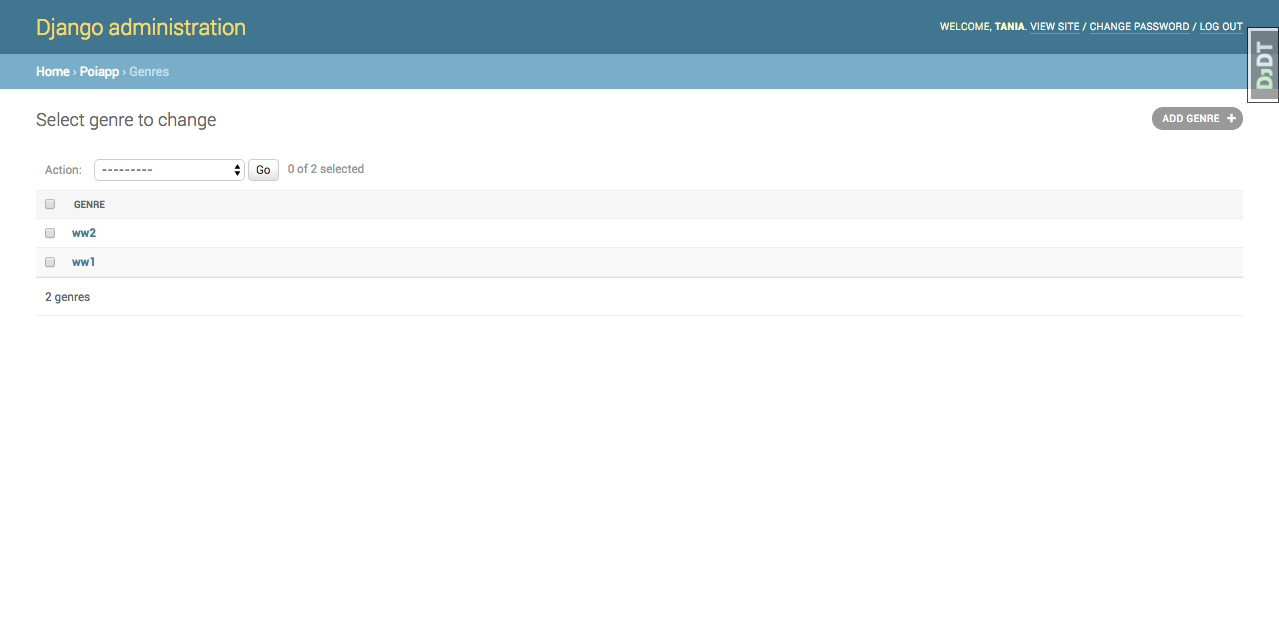 Django administration
WELCOME, TANIA. VIEW SITE / CHANGE PASSWORD / LOG OUT
DjDT
Home › Poiapp › Genres
Select genre to change
ADD GENRE +
Action: --------- Go 0 of 2 selected
GENRE
ww2
ww1
2 genres